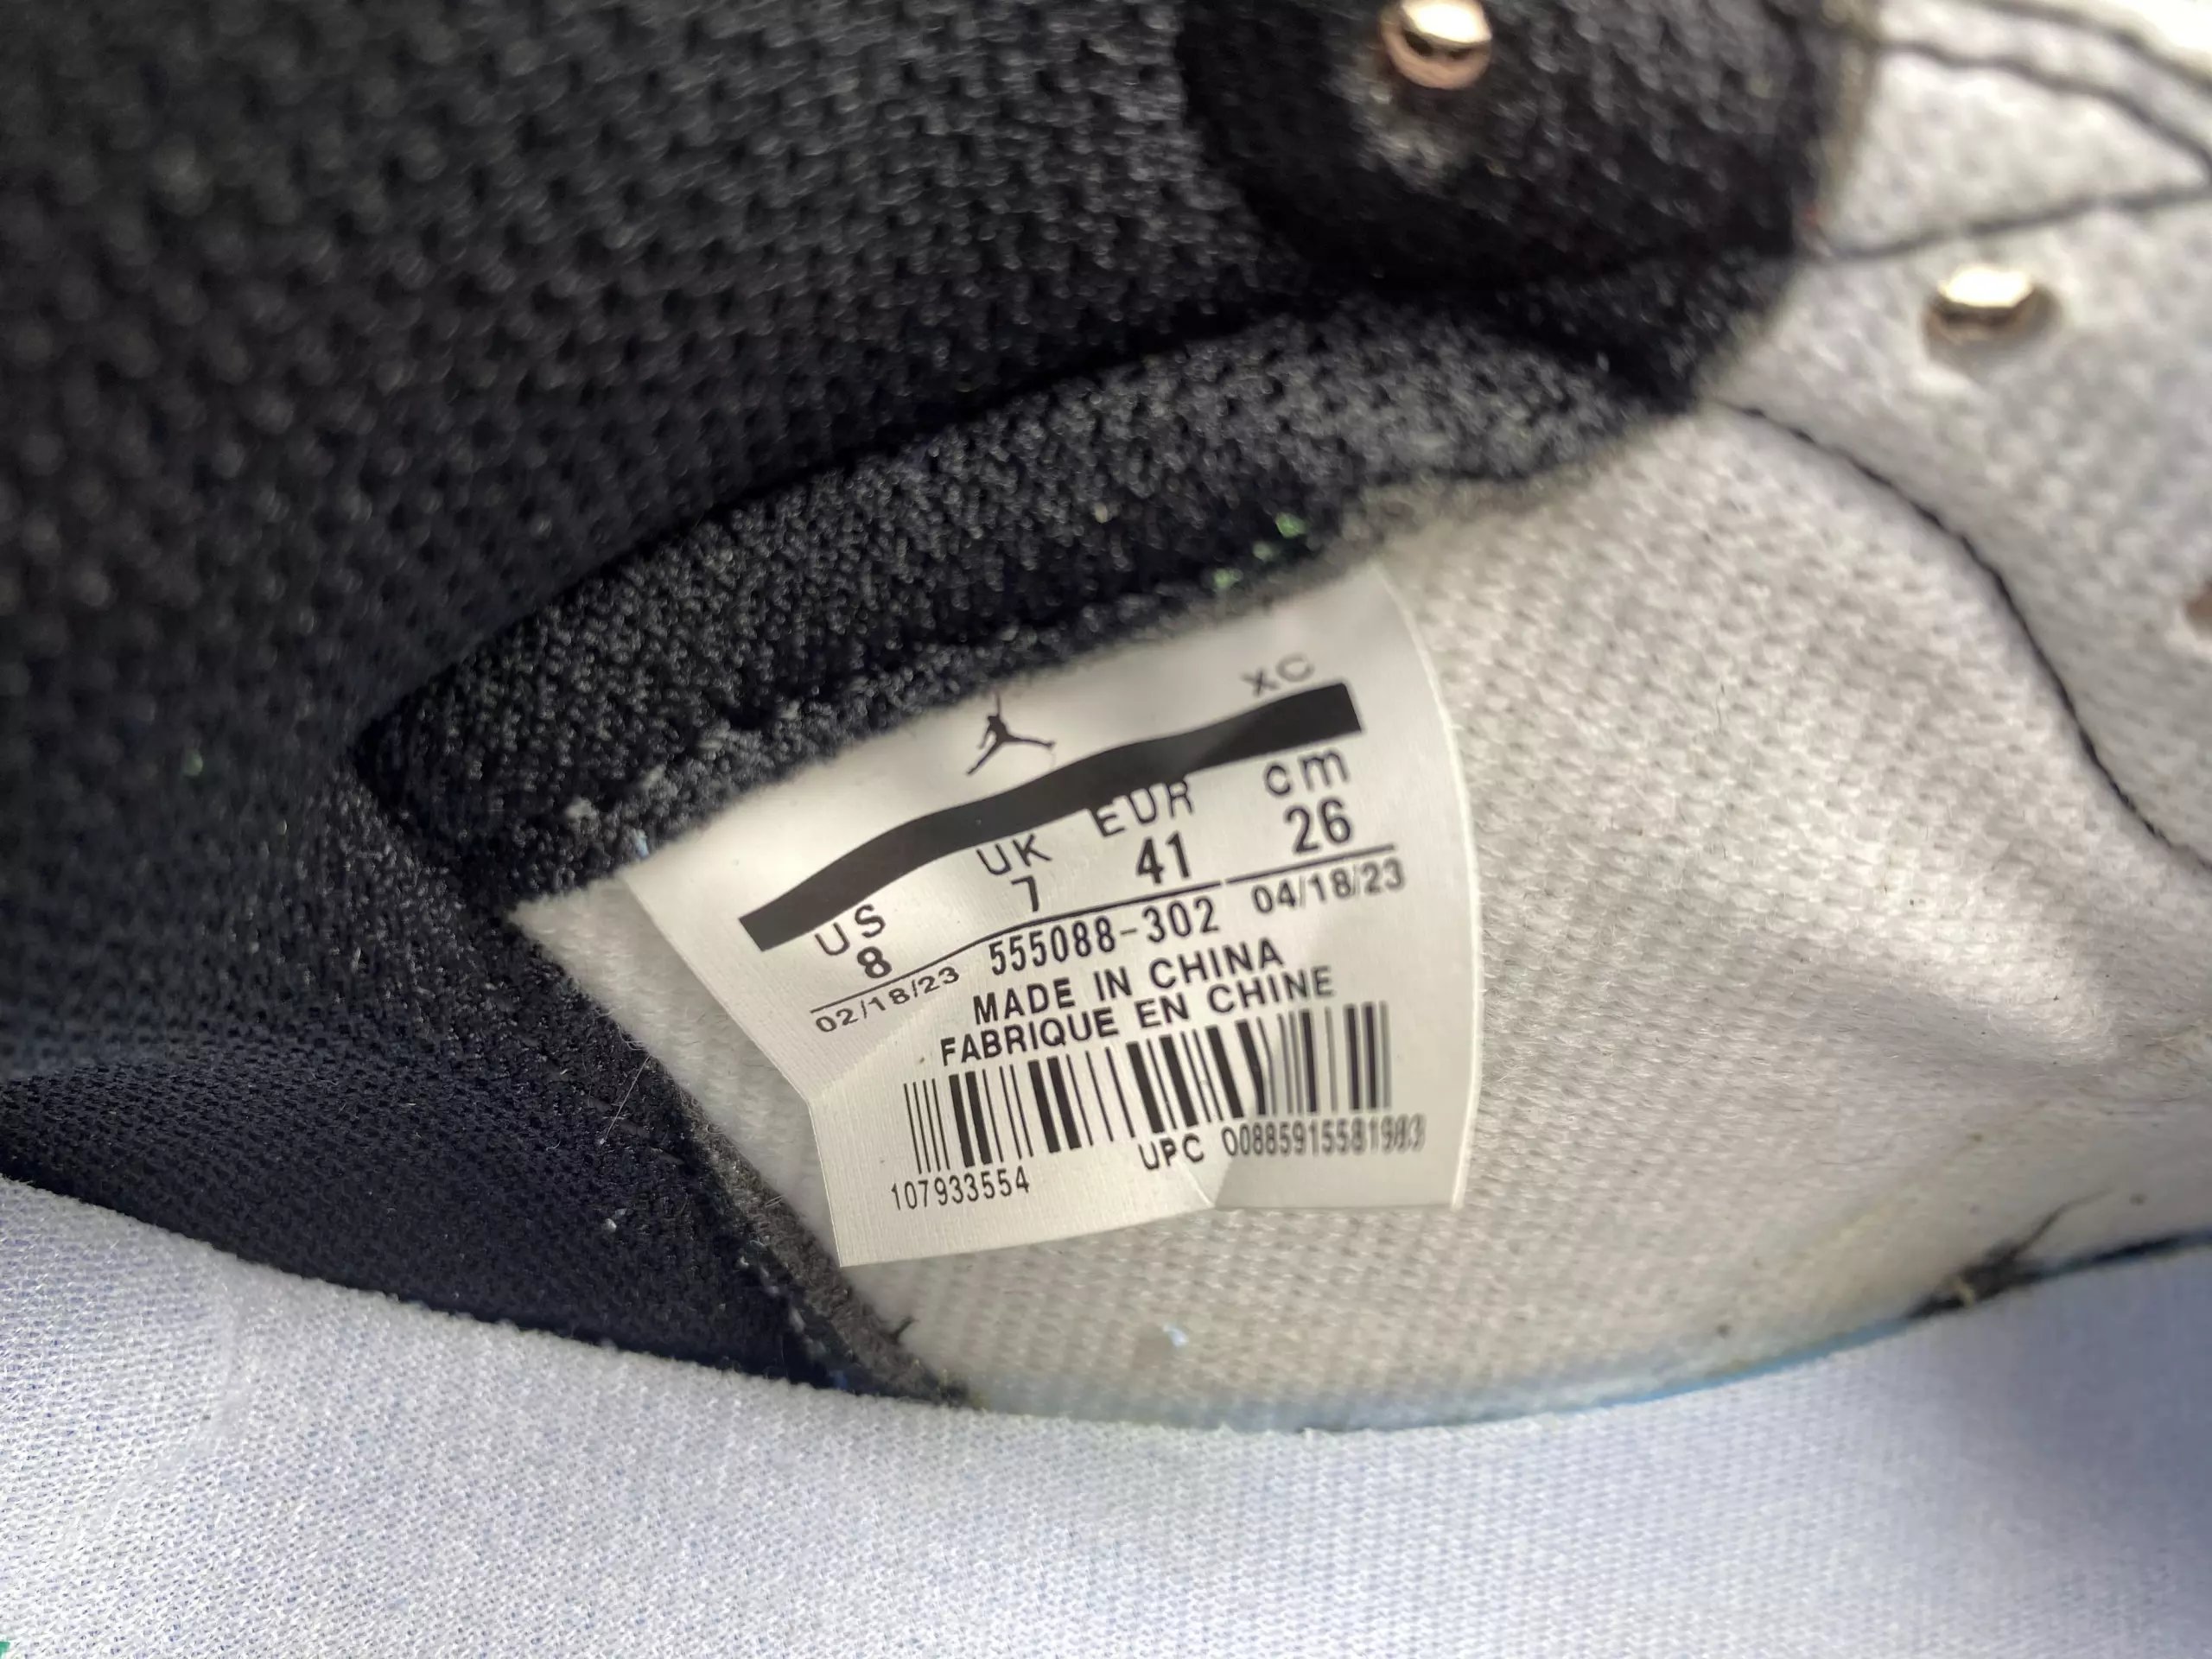 XC
US UK EUR cm
8 7 41 26
02/18/23 555088-302 04/18/23
MADE IN CHINA
FABRIQUE EN CHINE
107933554 UPC